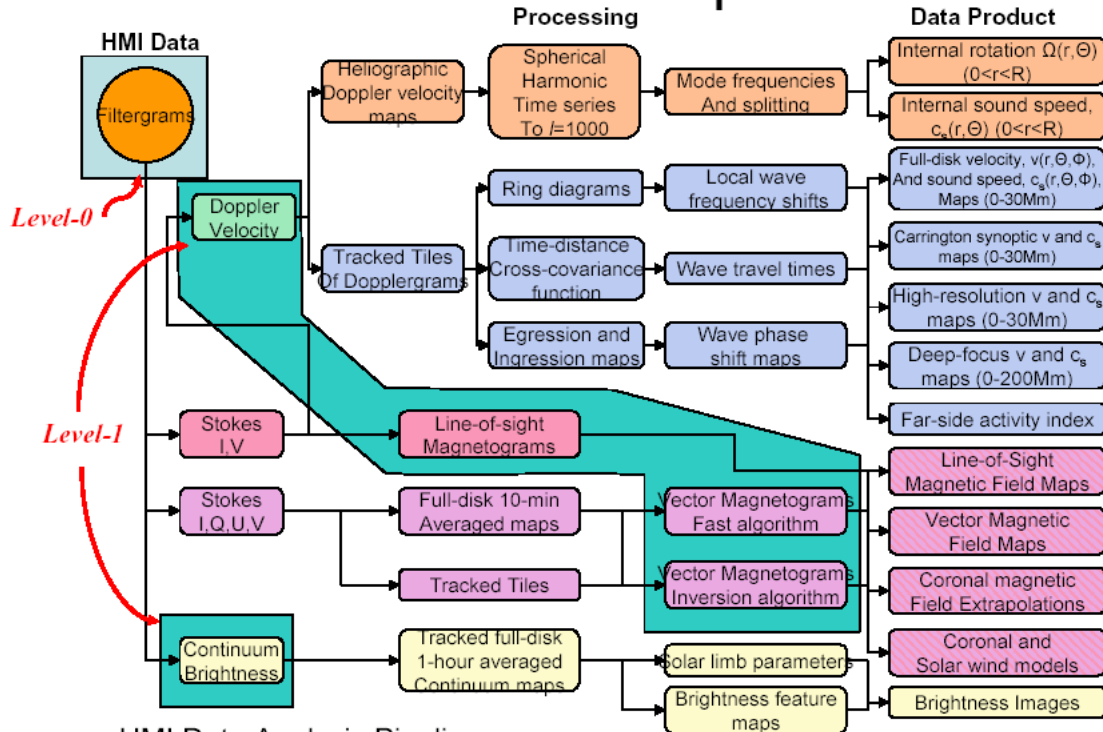 Processing
Data Product
HMI Data
Filtergrams
Level-0
Level-1
Doppler
Velocity
Heliographic
Doppler velocity
maps
Spherical
Harmonic
Time series
To l=1000
Mode frequencies
And splitting
Internal rotation Ω(r,Θ)
(0<r<R)
Internal sound speed,
cs(r,Θ) (0<r<R)
Tracked Tiles
Of Dopplergrams
Ring diagrams
Local wave
frequency shifts
Time-distance
Cross-covariance
function
Wave travel times
Egression and
Ingression maps
Wave phase
shift maps
Full-disk velocity, v(r,Θ,Φ),
And sound speed, cs(r,Θ,Φ),
Maps (0-30Mm)
Carrington synoptic v and cs
maps (0-30Mm)
High-resolution v and cs
maps (0-30Mm)
Deep-focus v and cs
maps (0-200Mm)
Far-side activity index
Stokes
I,V
Line-of-sight
Magnetograms
Line-of-Sight
Magnetic Field Maps
Stokes
I,Q,U,V
Full-disk 10-min
Averaged maps
Vector Magnetograms
Fast algorithm
Vector Magnetic
Field Maps
Tracked Tiles
Vector Magnetograms
Inversion algorithm
Coronal magnetic
Field Extrapolations
Coronal and
Solar wind models
Continuum
Brightness
Tracked full-disk
1-hour averaged
Continuum maps
Solar limb parameters
Brightness feature
maps
Brightness Images
HMI Data Analysis